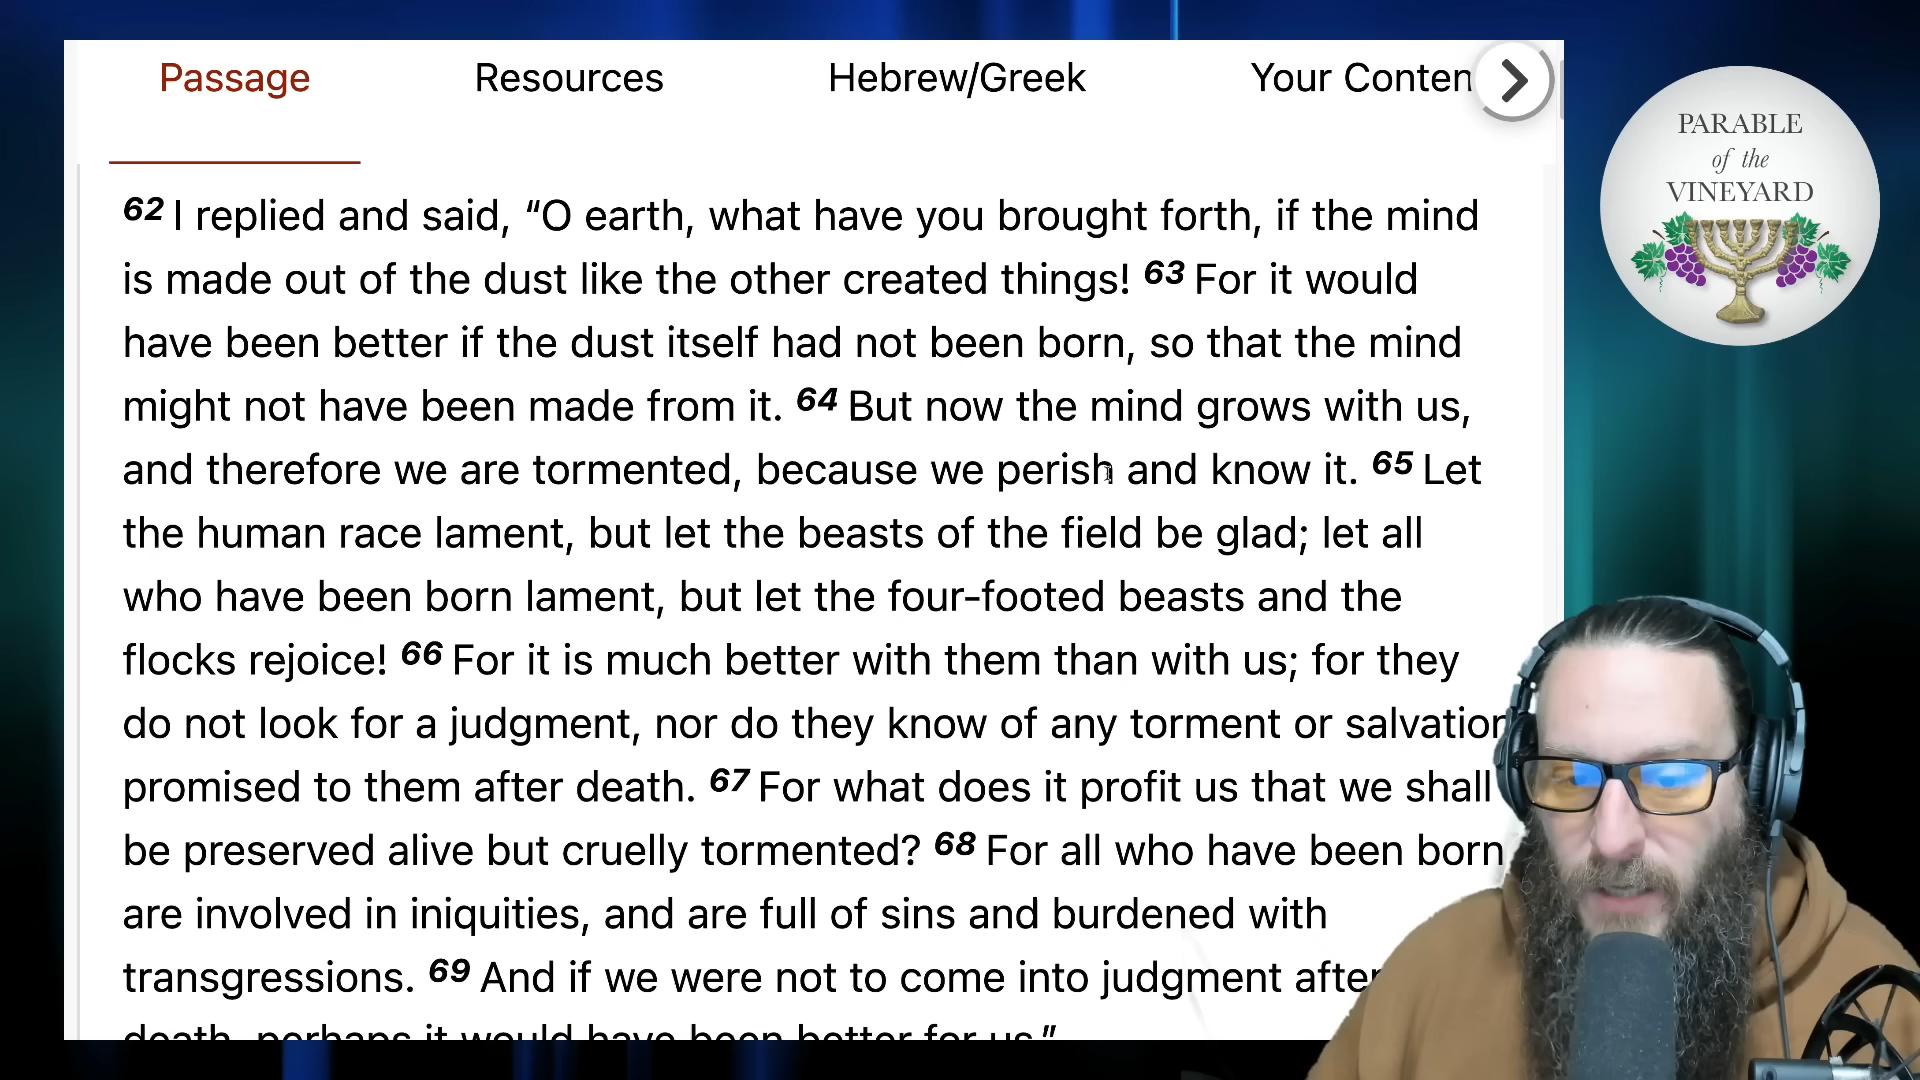 Passage
Resources
Hebrew/Greek
Your Conten
PARABLE
of the
VINEYARD
62 I replied and said, “O earth, what have you brought forth, if the mind
is made out of the dust like the other created things! 63 For it would
have been better if the dust itself had not been born, so that the mind
might not have been made from it. 64 But now the mind grows with us,
and therefore we are tormented, because we perish and know it. 65 Let
the human race lament, but let the beasts of the field be glad; let all
who have been born lament, but let the four-footed beasts and the
flocks rejoice! 66 For it is much better with them than with us; for they
do not look for a judgment, nor do they know of any torment or salvation
promised to them after death. 67 For what does it profit us that we shall
be preserved alive but cruelly tormented? 68 For all who have been born
are involved in iniquities, and are full of sins and burdened with
transgressions. 69 And if we were not to come into judgment after
death, perhaps it would have been better for us.”